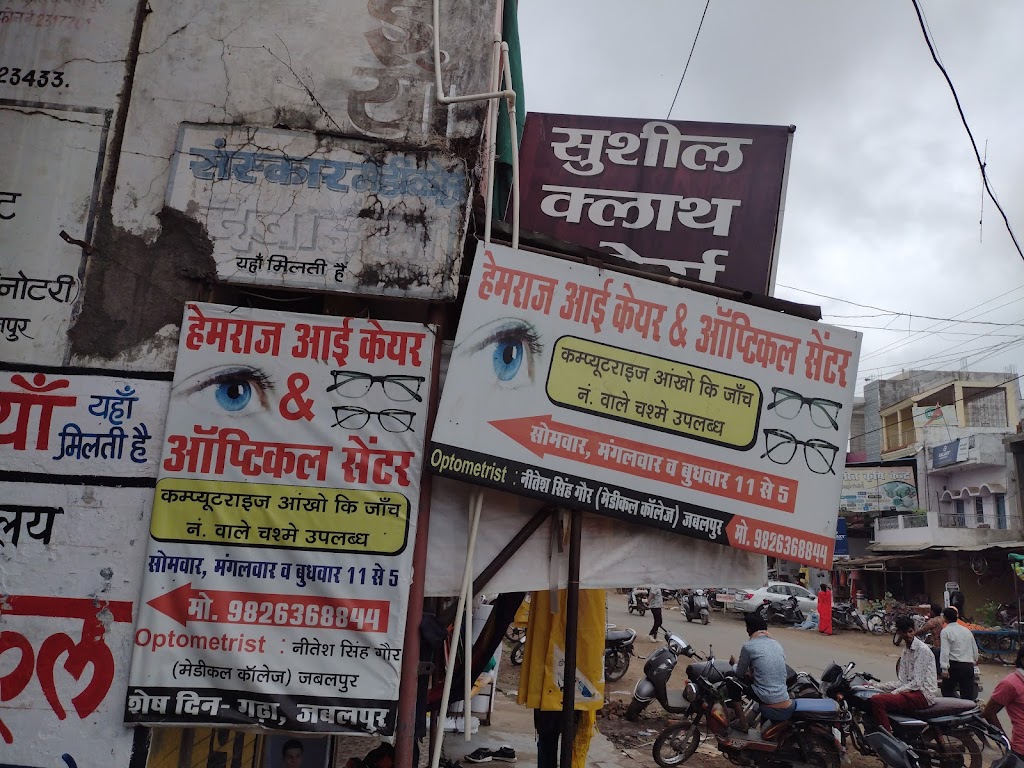 23433.
संस्कार
यहाँ मिलती है
नोटरी)
सुशील
क्लाथ
हेमराज आई केयर & ऑप्टिकल सेंटर
कम्प्यूटराइज आंखो कि जाँच
नं. वाले चश्मे उपलब्ध
सोमवार, मंगलवार व बुधवार 11 से 5
Optometrist : नीतेश सिंह गौर (मेडीकल कॉलेज) जबलपुर
मो. 9826368844
हेमराज आई केयर
&
ऑप्टिकल सेंटर
कम्प्यूटराइज आंखो कि जाँच
नं. वाले चश्मे उपलब्ध
सोमवार, मंगलवार व बुधवार 11 से 5
मो. 9826368844
Optometrist : नीतेश सिंह गौर
(मेडीकल कॉलेज) जबलपुर
शेष दिन- गढ़ा, जबलपुर
यहाँ
मिलती है